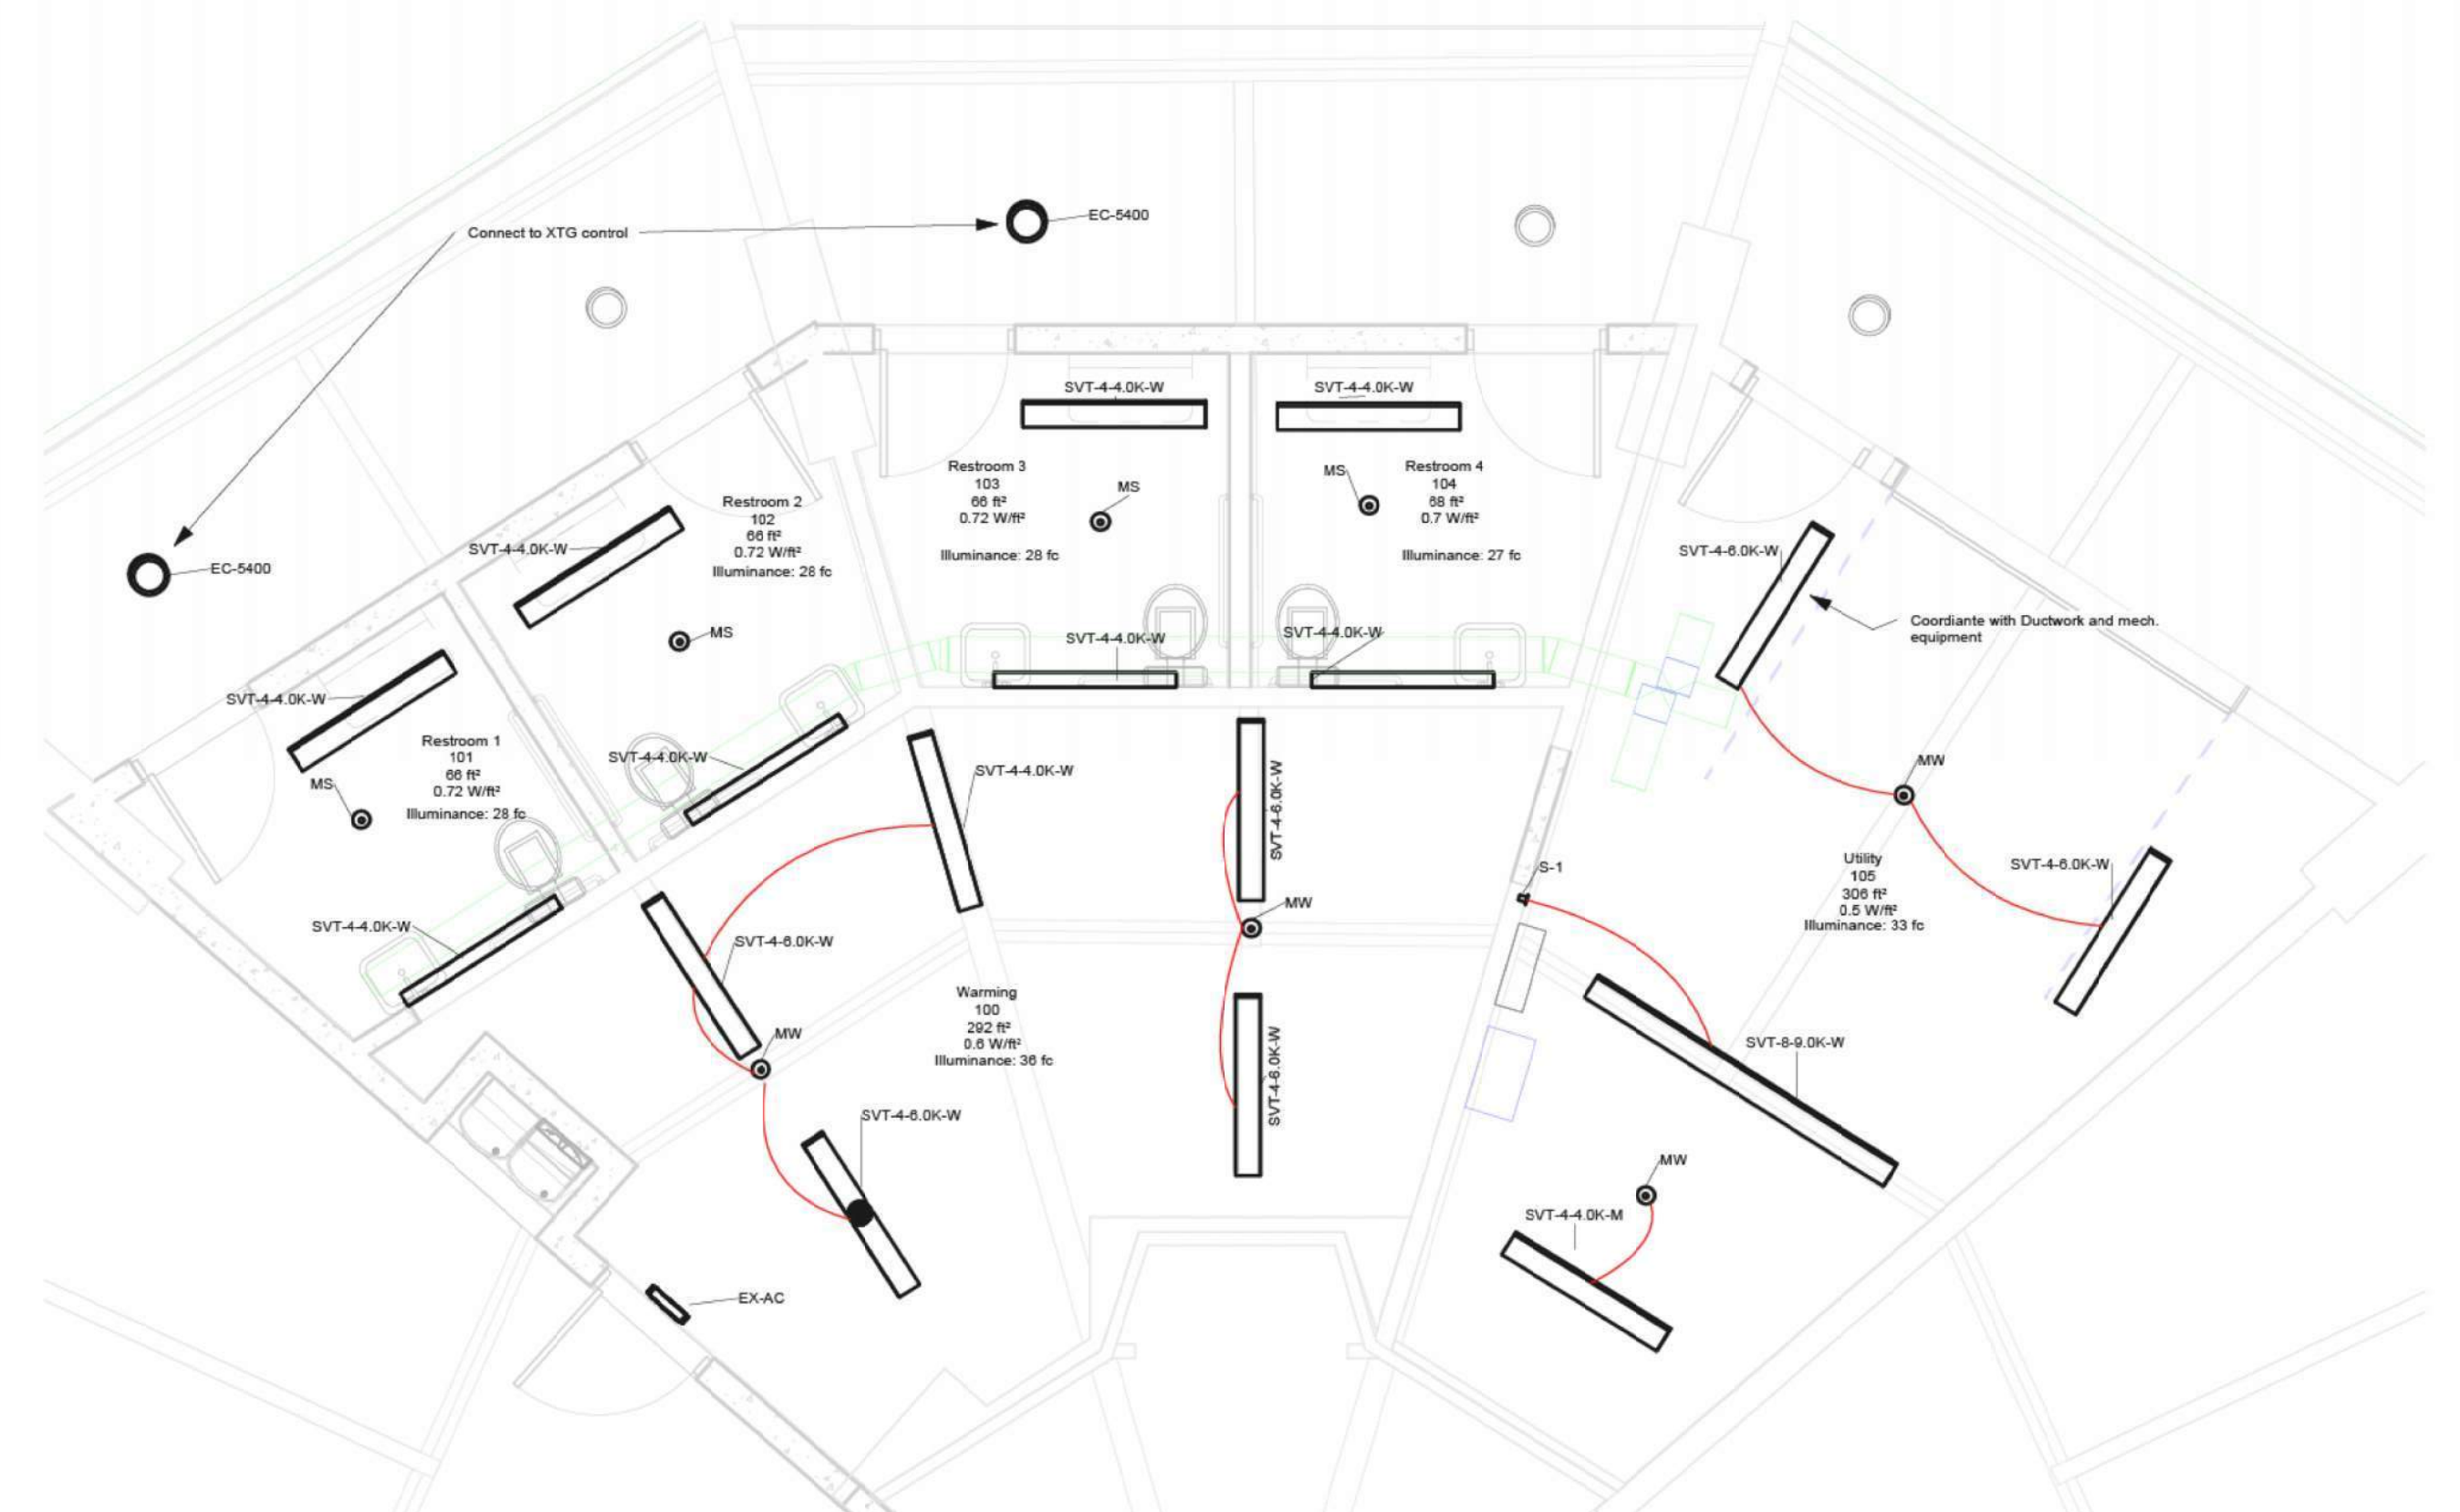 Connect to XTG control
EC-5400
EC-5400
SVT-4-4.0K-W
SVT-4-4.0K-W
Restroom 3
103
66 ft²
0.72 W/ft²
Illuminance: 28 fc
MS
MS
Restroom 4
104
68 ft²
0.7 W/ft²
Illuminance: 27 fc
Restroom 2
102
66 ft²
0.72 W/ft²
Illuminance: 28 fc
SVT-4-4.0K-W
MS
SVT-4-6.0K-W
Coordiante with Ductwork and mech.
equipment
SVT-4-4.0K-W
SVT-4-4.0K-W
SVT-4-4.0K-W
Restroom 1
101
66 ft²
0.72 W/ft²
Illuminance: 28 fc
MS
SVT-4-4.0K-W
SVT-4-4.0K-W
SVT-4-6.0K-W
MW
S-1
Utility
105
306 ft²
0.5 W/ft²
Illuminance: 33 fc
SVT-4-6.0K-W
SVT-4-4.0K-W
SVT-4-6.0K-W
MW
Warming
100
292 ft²
0.6 W/ft²
Illuminance: 36 fc
MW
SVT-4-6.0K-W
SVT-8-9.0K-W
SVT-4-6.0K-W
MW
SVT-4-4.0K-M
EX-AC